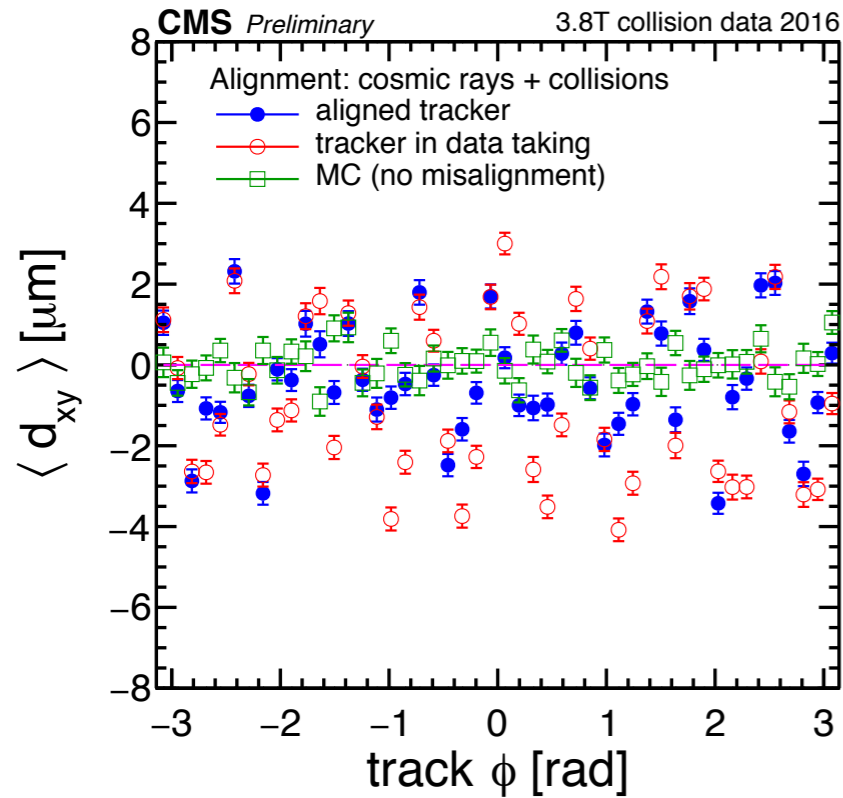 CMS Preliminary 3.8T collision data 2016
Alignment: cosmic rays + collisions
aligned tracker
tracker in data taking
MC (no misalignment)
⟨ d_xy ⟩ [μm]
8
6
4
2
0
−2
−4
−6
−8
−3 −2 −1 0 1 2 3
track ϕ [rad]